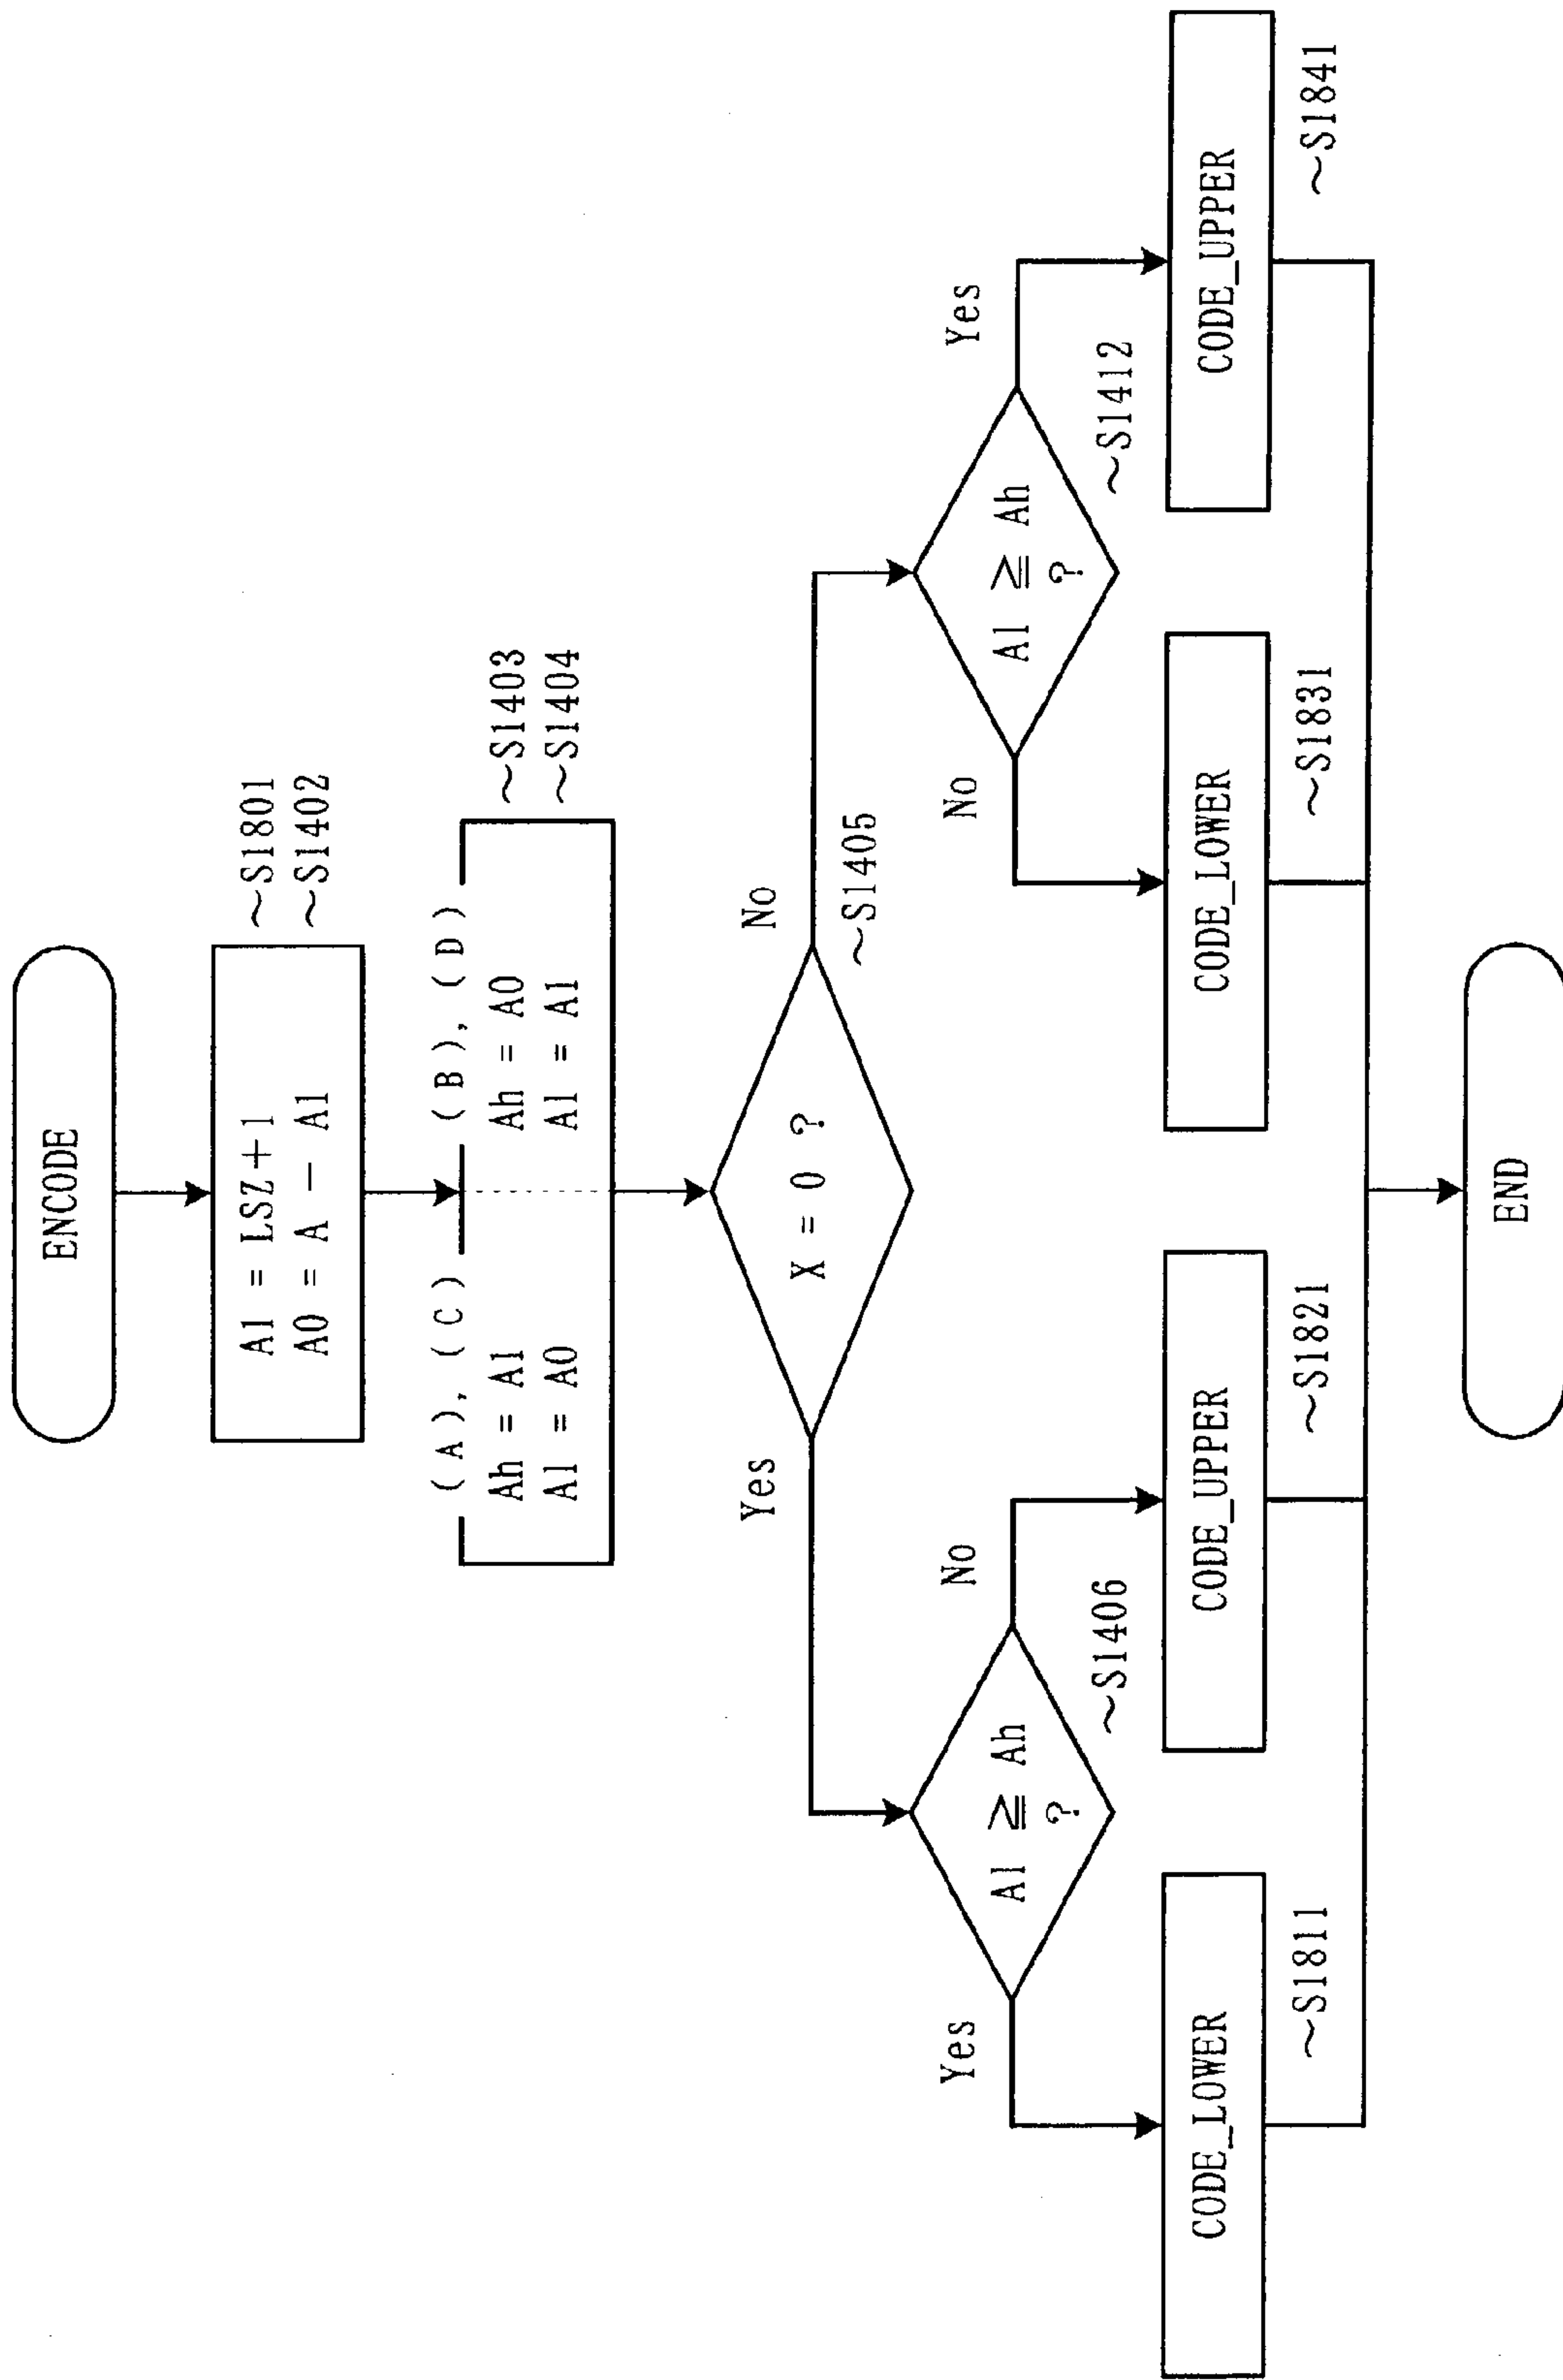 ENCODE
A1 = LSZ+1 ~S1801
A0 = A − A1 ~S1402
(A), (C) (B), (D)
Ah = A1 Ah = A0 ~S1403
Al = A0 Al = A1 ~S1404
X = 0 ?
Yes No
~S1405
Al ≧ Ah
?
Yes No
~S1406
Al ≧ Ah
?
No Yes
~S1412
CODE_LOWER
~S1811
CODE_UPPER
~S1821
CODE_LOWER
~S1831
CODE_UPPER
~S1841
END